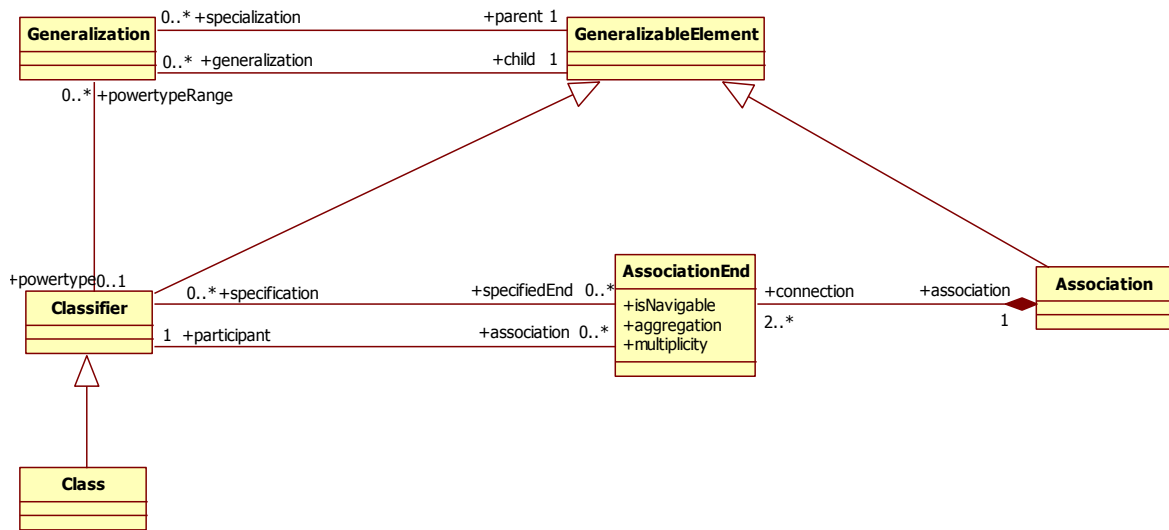 0..* +specialization +parent 1
Generalization GeneralizableElement
0..* +generalization +child 1
0..* +powertypeRange
+powertype 0..1
Classifier
0..* +specification +specifiedEnd 0..*
1 +participant +association 0..*
AssociationEnd
+isNavigable
+aggregation
+multiplicity
+connection +association
2..* 1
Association
Class